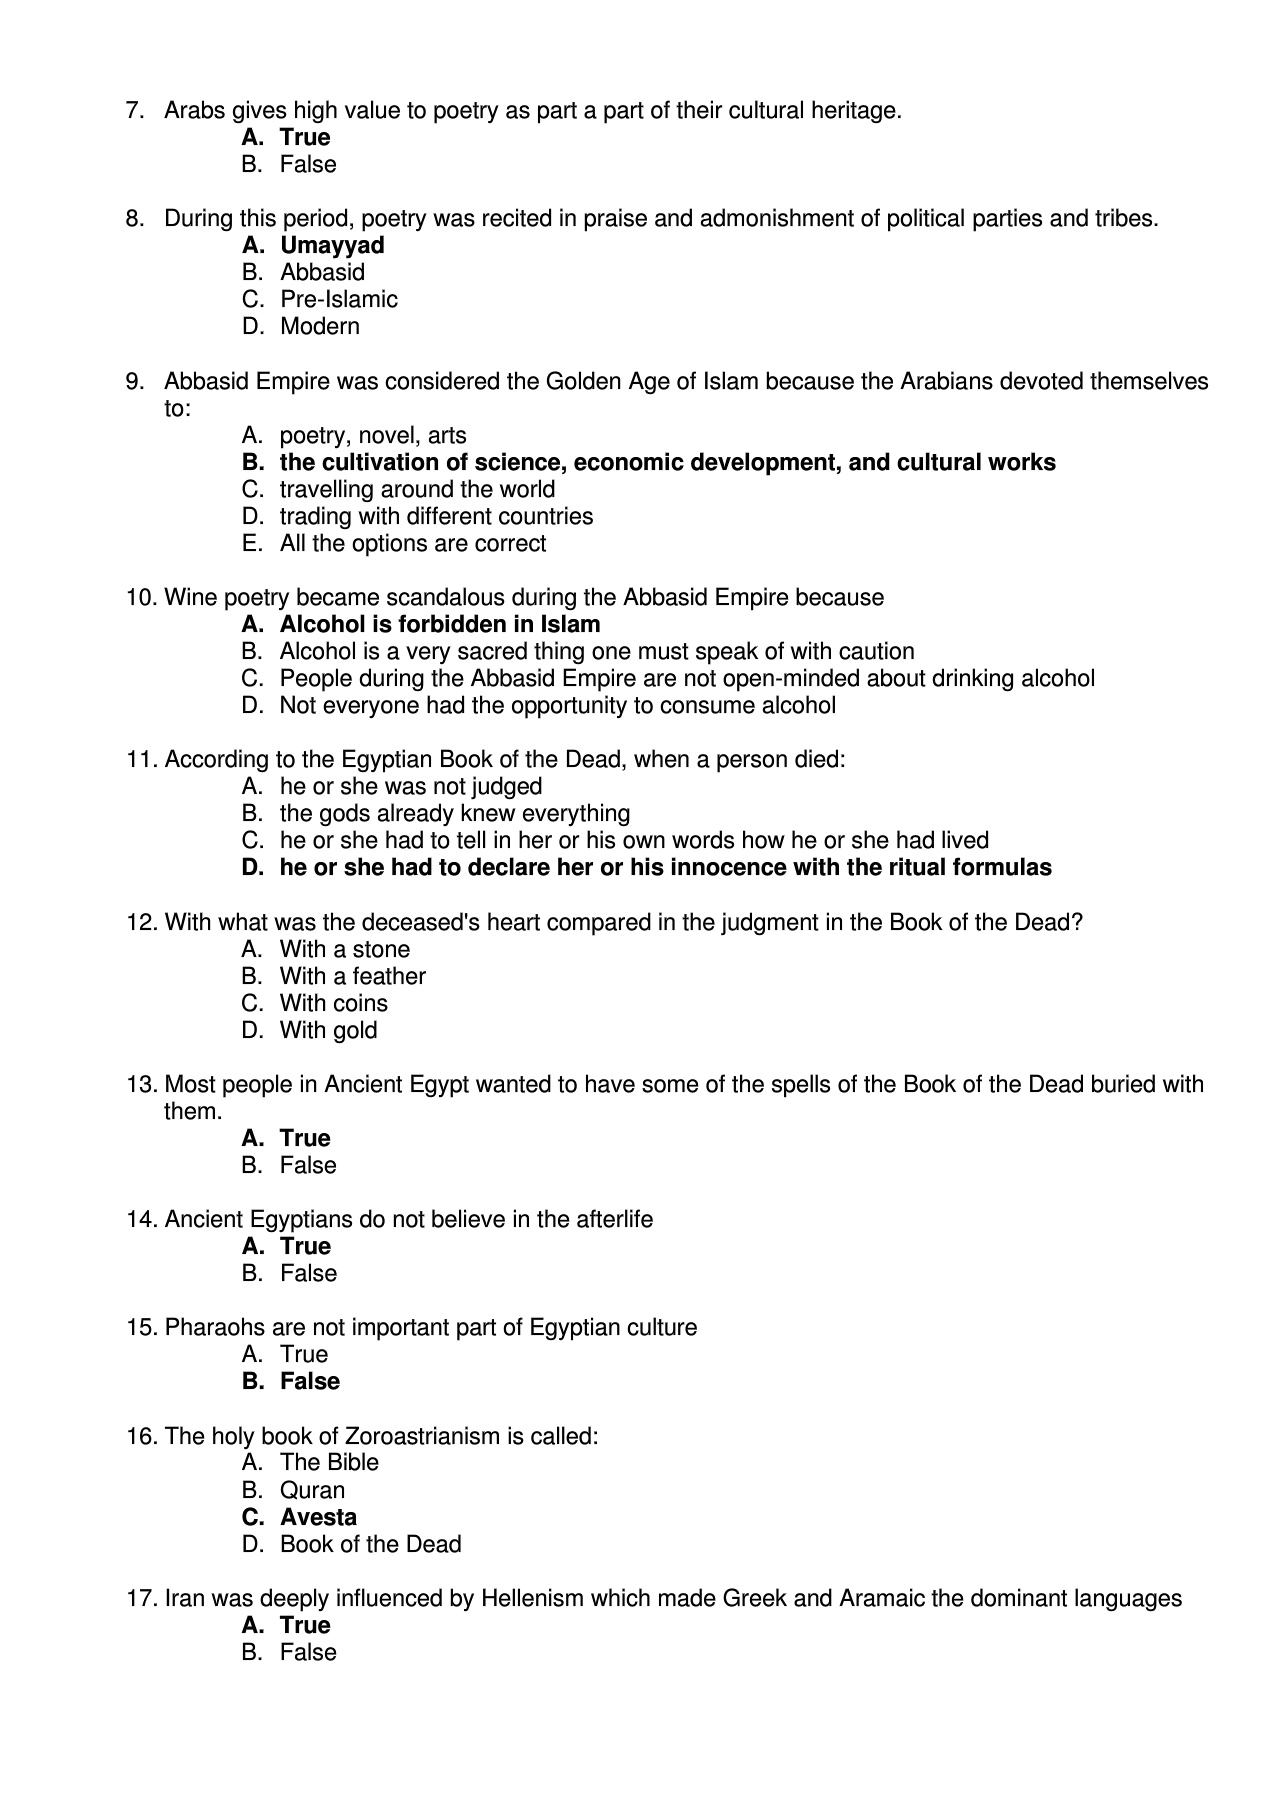 7. Arabs gives high value to poetry as part a part of their cultural heritage.
A. True
B. False
8. During this period, poetry was recited in praise and admonishment of political parties and tribes.
A. Umayyad
B. Abbasid
C. Pre-Islamic
D. Modern
9. Abbasid Empire was considered the Golden Age of Islam because the Arabians devoted themselves
to:
A. poetry, novel, arts
B. the cultivation of science, economic development, and cultural works
C. travelling around the world
D. trading with different countries
E. All the options are correct
10. Wine poetry became scandalous during the Abbasid Empire because
A. Alcohol is forbidden in Islam
B. Alcohol is a very sacred thing one must speak of with caution
C. People during the Abbasid Empire are not open-minded about drinking alcohol
D. Not everyone had the opportunity to consume alcohol
11. According to the Egyptian Book of the Dead, when a person died:
A. he or she was not judged
B. the gods already knew everything
C. he or she had to tell in her or his own words how he or she had lived
D. he or she had to declare her or his innocence with the ritual formulas
12. With what was the deceased's heart compared in the judgment in the Book of the Dead?
A. With a stone
B. With a feather
C. With coins
D. With gold
13. Most people in Ancient Egypt wanted to have some of the spells of the Book of the Dead buried with
them.
A. True
B. False
14. Ancient Egyptians do not believe in the afterlife
A. True
B. False
15. Pharaohs are not important part of Egyptian culture
A. True
B. False
16. The holy book of Zoroastrianism is called:
A. The Bible
B. Quran
C. Avesta
D. Book of the Dead
17. Iran was deeply influenced by Hellenism which made Greek and Aramaic the dominant languages
A. True
B. False